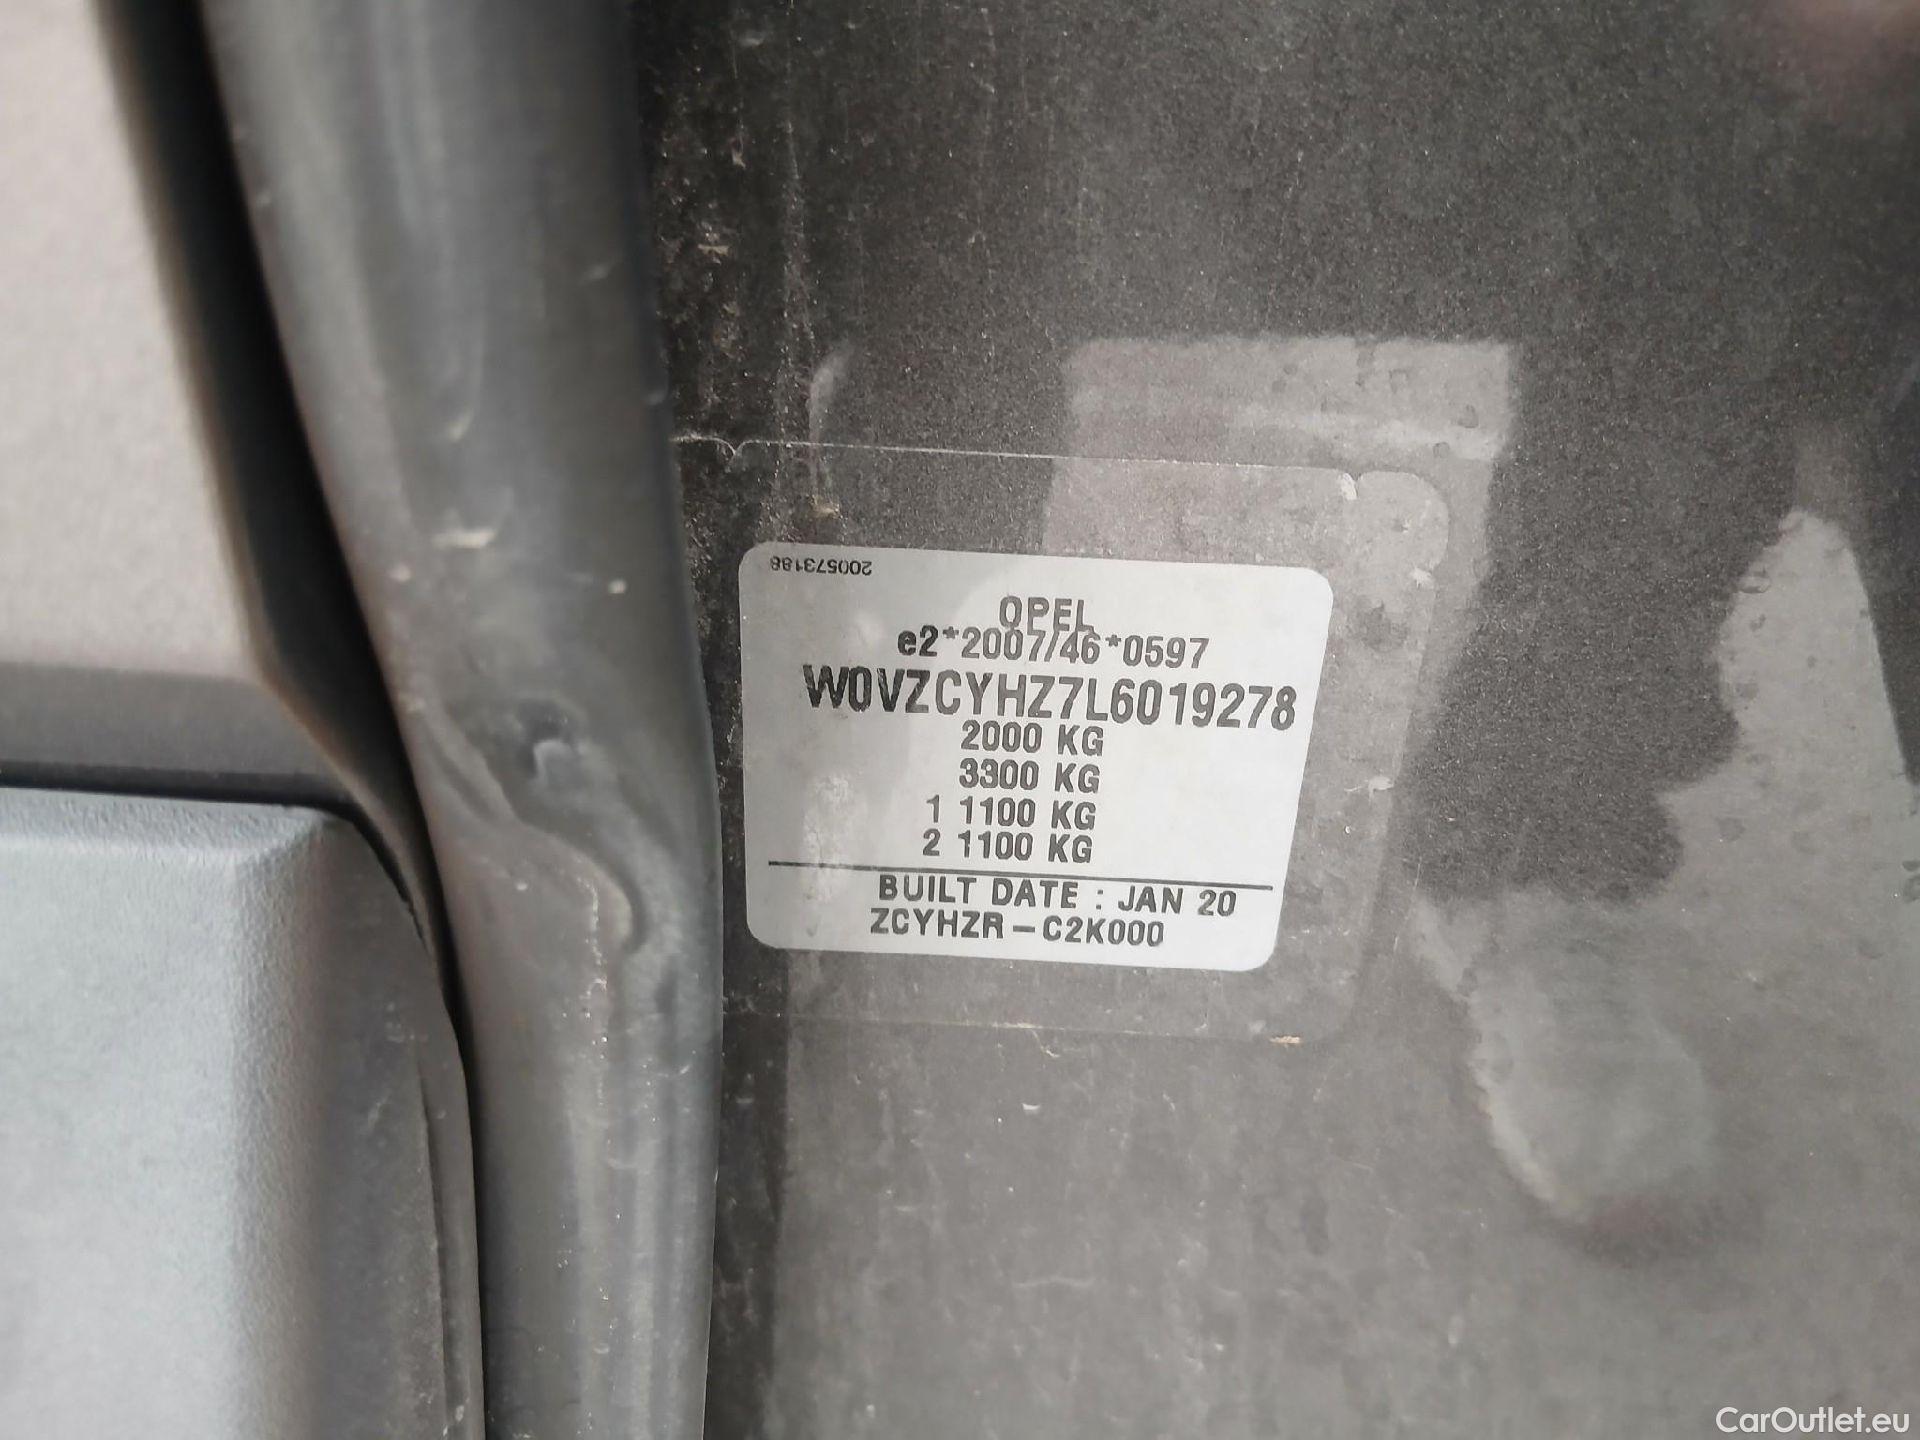 200573188
OPEL
e2*2007/46*0597
W0VZCYHZ7L6019278
2000 KG
3300 KG
1 1100 KG
2 1100 KG
BUILT DATE : JAN 20
ZCYHZR-C2K000
CarOutlet.eu